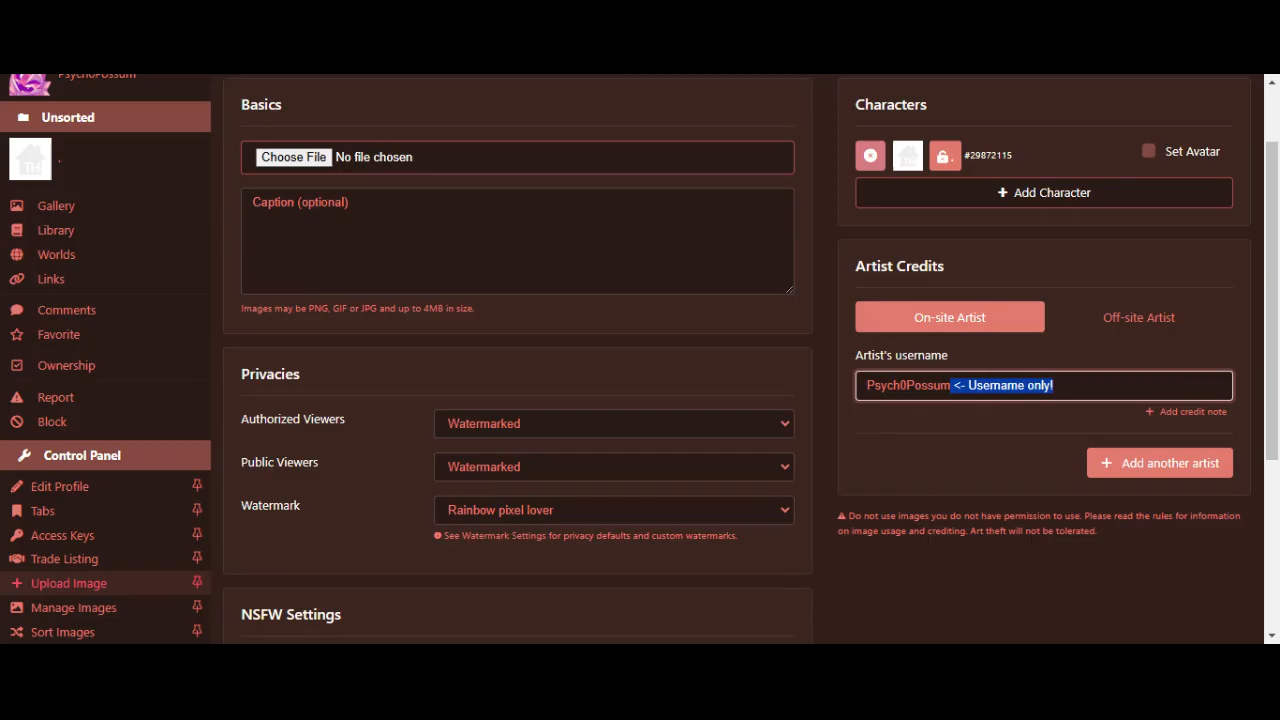 Psych0Possum
Unsorted
TH
.
Gallery
Library
Worlds
Links
Comments
Favorite
Ownership
Report
Block
Control Panel
Edit Profile
Tabs
Access Keys
Trade Listing
Upload Image
Manage Images
Sort Images
Basics
Choose File No file chosen
Caption (optional)
Images may be PNG, GIF or JPG and up to 4MB in size.
Privacies
Authorized Viewers Watermarked
Public Viewers Watermarked
Watermark Rainbow pixel lover
See Watermark Settings for privacy defaults and custom watermarks.
NSFW Settings
Characters
. #29872115 Set Avatar
+ Add Character
Artist Credits
On-site Artist Off-site Artist
Artist's username
Psych0Possum <- Username only!
+ Add credit note
+ Add another artist
Do not use images you do not have permission to use. Please read the rules for information
on image usage and crediting. Art theft will not be tolerated.